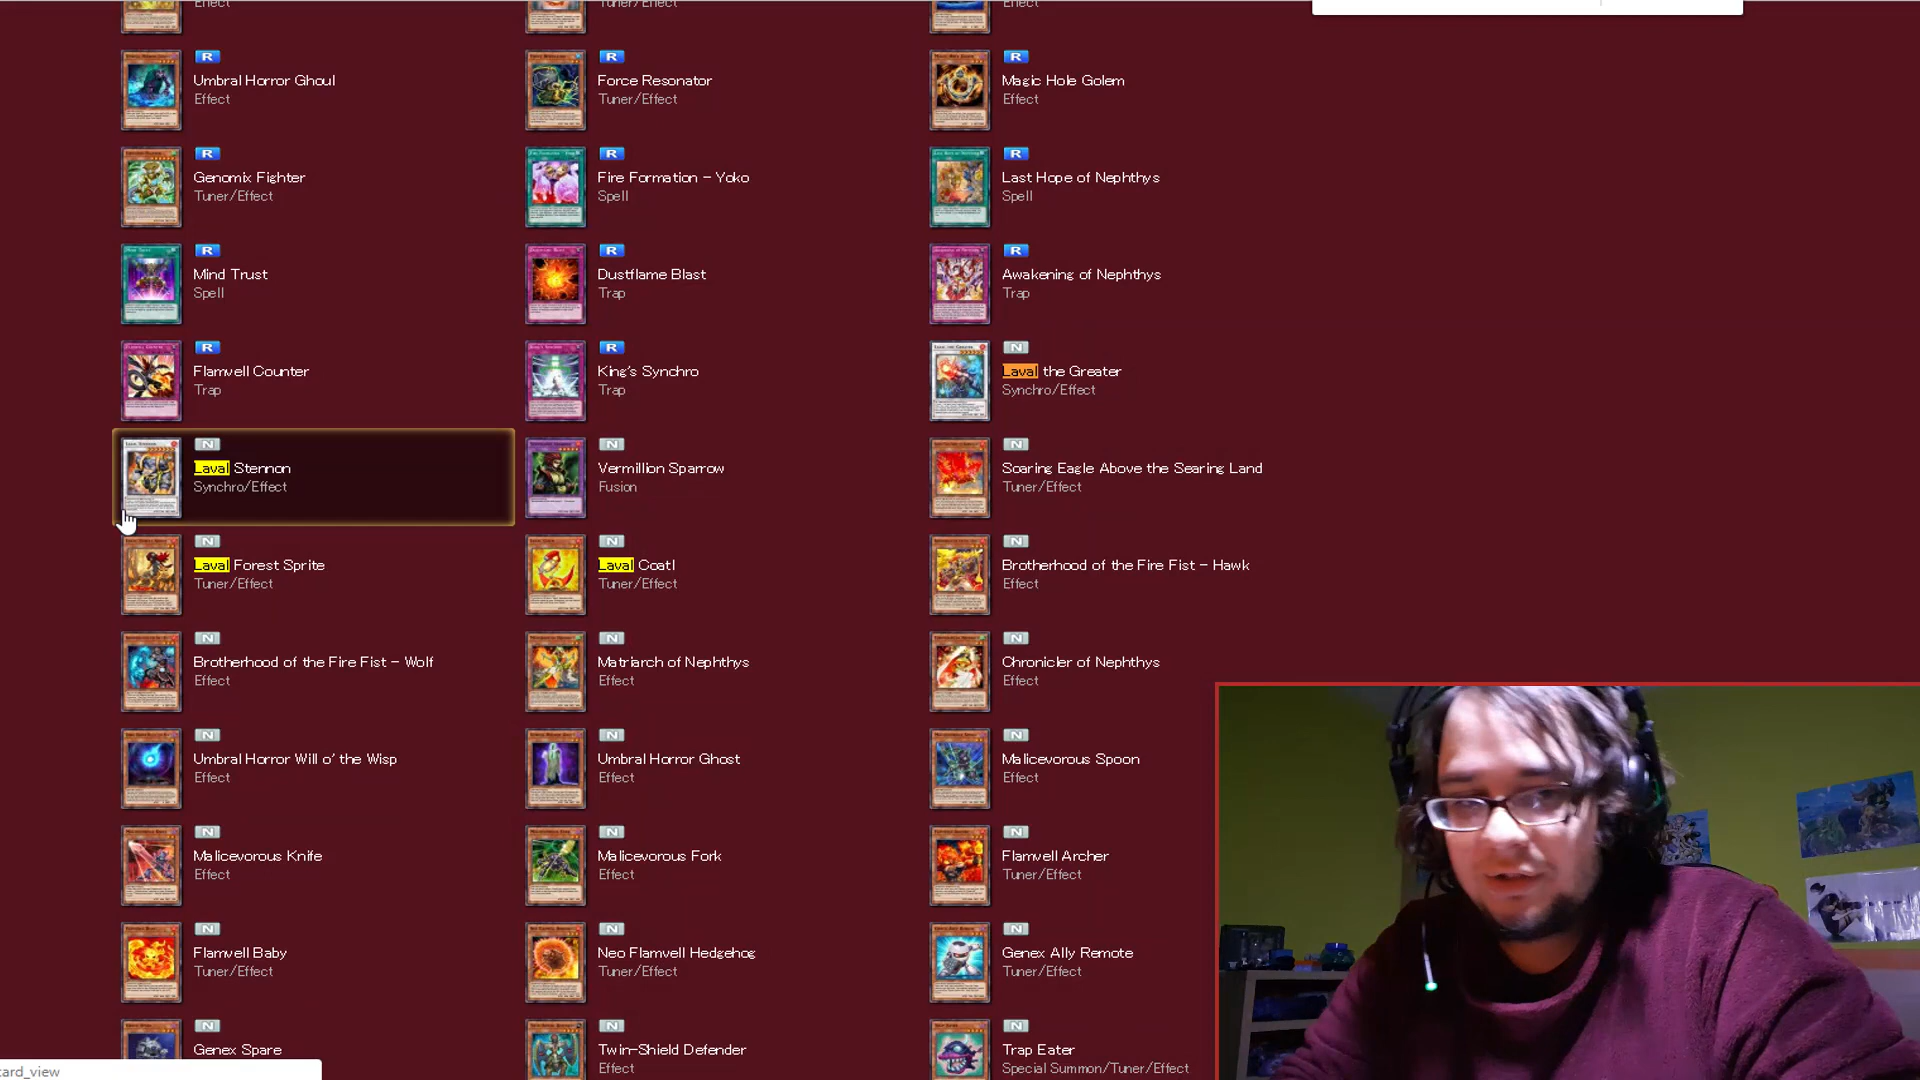 Effect
Tuner/Effect
Effect
R
Umbral Horror Ghoul
Effect
R
Force Resonator
Tuner/Effect
R
Magic Hole Golem
Effect
R
Genomix Fighter
Tuner/Effect
R
Fire Formation - Yoko
Spell
R
Last Hope of Nephthys
Spell
R
Mind Trust
Spell
R
Dustflame Blast
Trap
R
Awakening of Nephthys
Trap
R
Flamvell Counter
Trap
R
King's Synchro
Trap
N
Laval the Greater
Synchro/Effect
N
Laval Stennon
Synchro/Effect
N
Vermillion Sparrow
Fusion
N
Soaring Eagle Above the Searing Land
Tuner/Effect
N
Laval Forest Sprite
Tuner/Effect
N
Laval Coatl
Tuner/Effect
N
Brotherhood of the Fire Fist - Hawk
Effect
N
Brotherhood of the Fire Fist - Wolf
Effect
N
Matriarch of Nephthys
Effect
N
Chronicler of Nephthys
Effect
N
Umbral Horror Will o' the Wisp
Effect
N
Umbral Horror Ghost
Effect
N
Malicevorous Spoon
Effect
N
Malicevorous Knife
Effect
N
Malicevorous Fork
Effect
N
Flamvell Archer
Tuner/Effect
N
Flamvell Baby
Tuner/Effect
N
Neo Flamvell Hedgehog
Tuner/Effect
N
Genex Ally Remote
Tuner/Effect
N
Genex Spare
N
Twin-Shield Defender
Effect
N
Trap Eater
Special Summon/Tuner/Effect
card_view